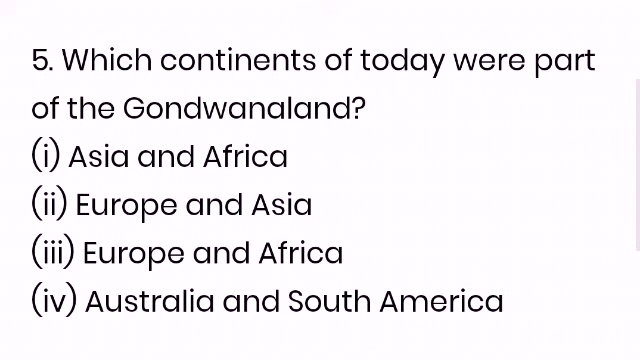 5. Which continents of today were part
of the Gondwanaland?
(i) Asia and Africa
(ii) Europe and Asia
(iii) Europe and Africa
(iv) Australia and South America